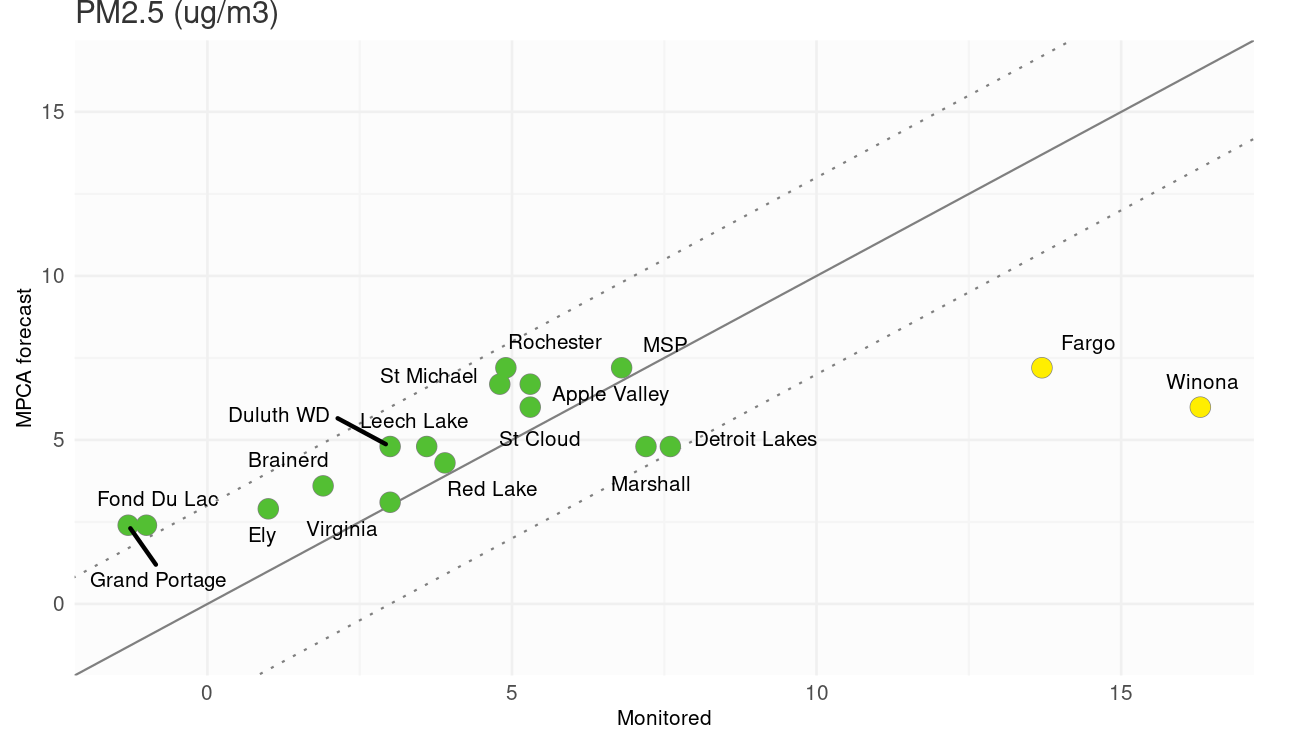 PM2.5 (ug/m3)
15
10
5
0
MPCA forecast
Rochester
MSP
Fargo
St Michael
Winona
Apple Valley
Duluth WD
Leech Lake
St Cloud
Detroit Lakes
Brainerd
Marshall
Red Lake
Fond Du Lac
Virginia
Ely
Grand Portage
0
5
10
15
Monitored